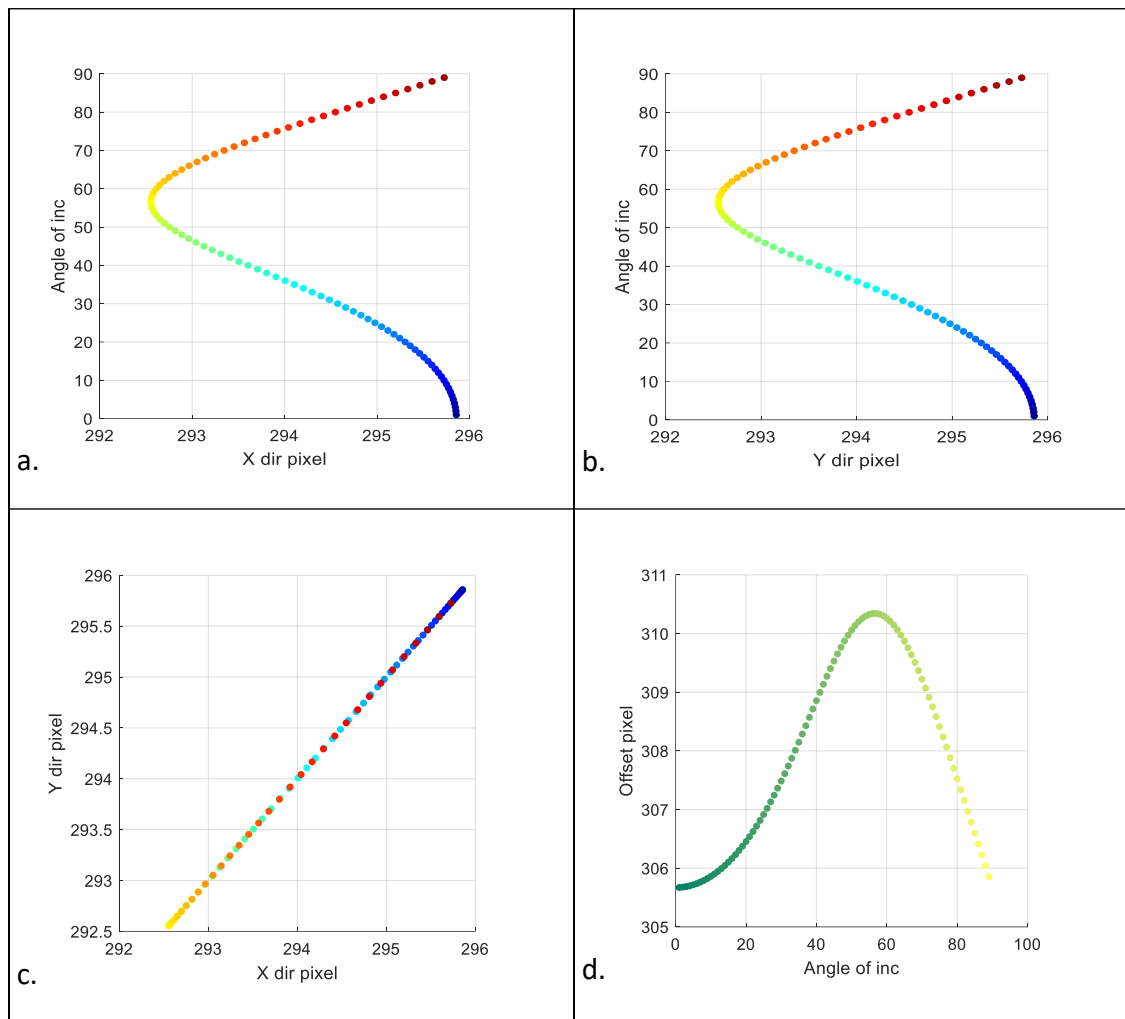 90
80
70
60
50
40
30
20
10
0
Angle of inc
292 293 294 295 296
X dir pixel
a.
90
80
70
60
50
40
30
20
10
0
Angle of inc
292 293 294 295 296
Y dir pixel
b.
296
295.5
295
294.5
294
293.5
293
292.5
Y dir pixel
292 293 294 295 296
X dir pixel
c.
311
310
309
308
307
306
305
Offset pixel
0 20 40 60 80 100
Angle of inc
d.